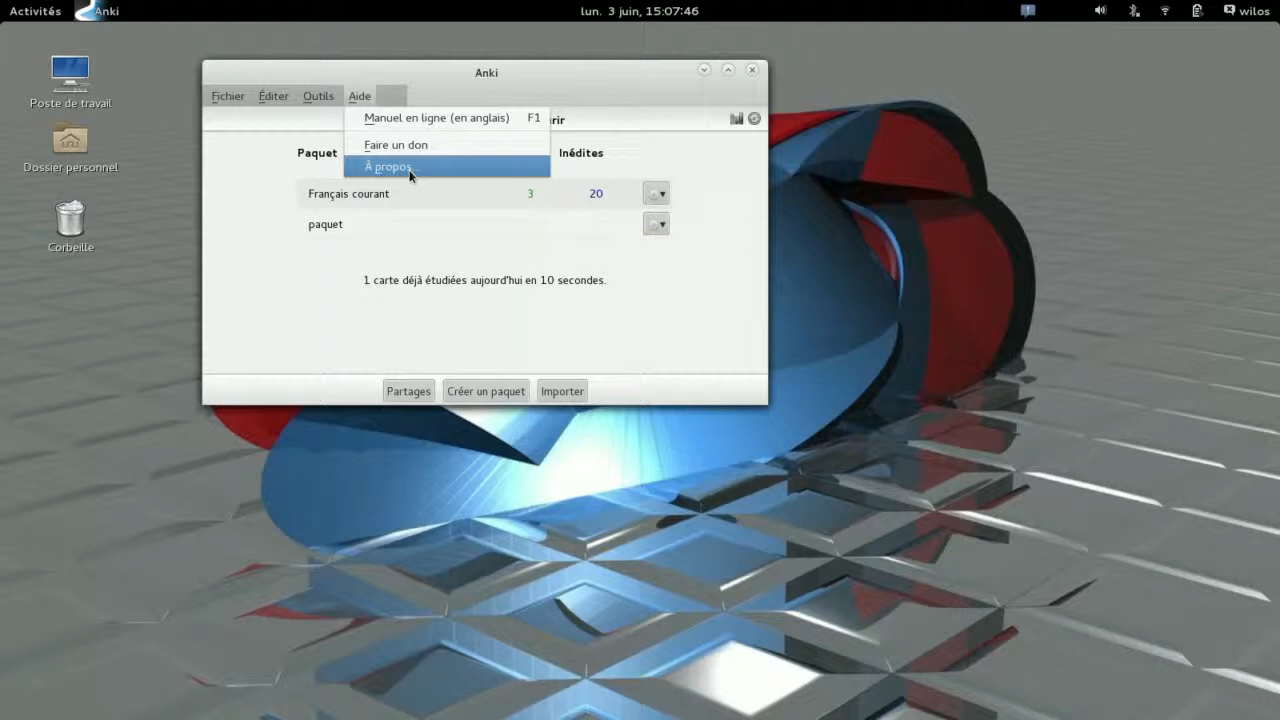 Activités Anki lun. 3 juin, 15:07:46 wilos
Poste de travail
Dossier personnel
Corbeille
Anki
Fichier Éditer Outils Aide
Manuel en ligne (en anglais) F1
Faire un don
À propos...
Paquet Inédites
Français courant 3 20
paquet
1 carte déjà étudiées aujourd'hui en 10 secondes.
Partages Créer un paquet Importer